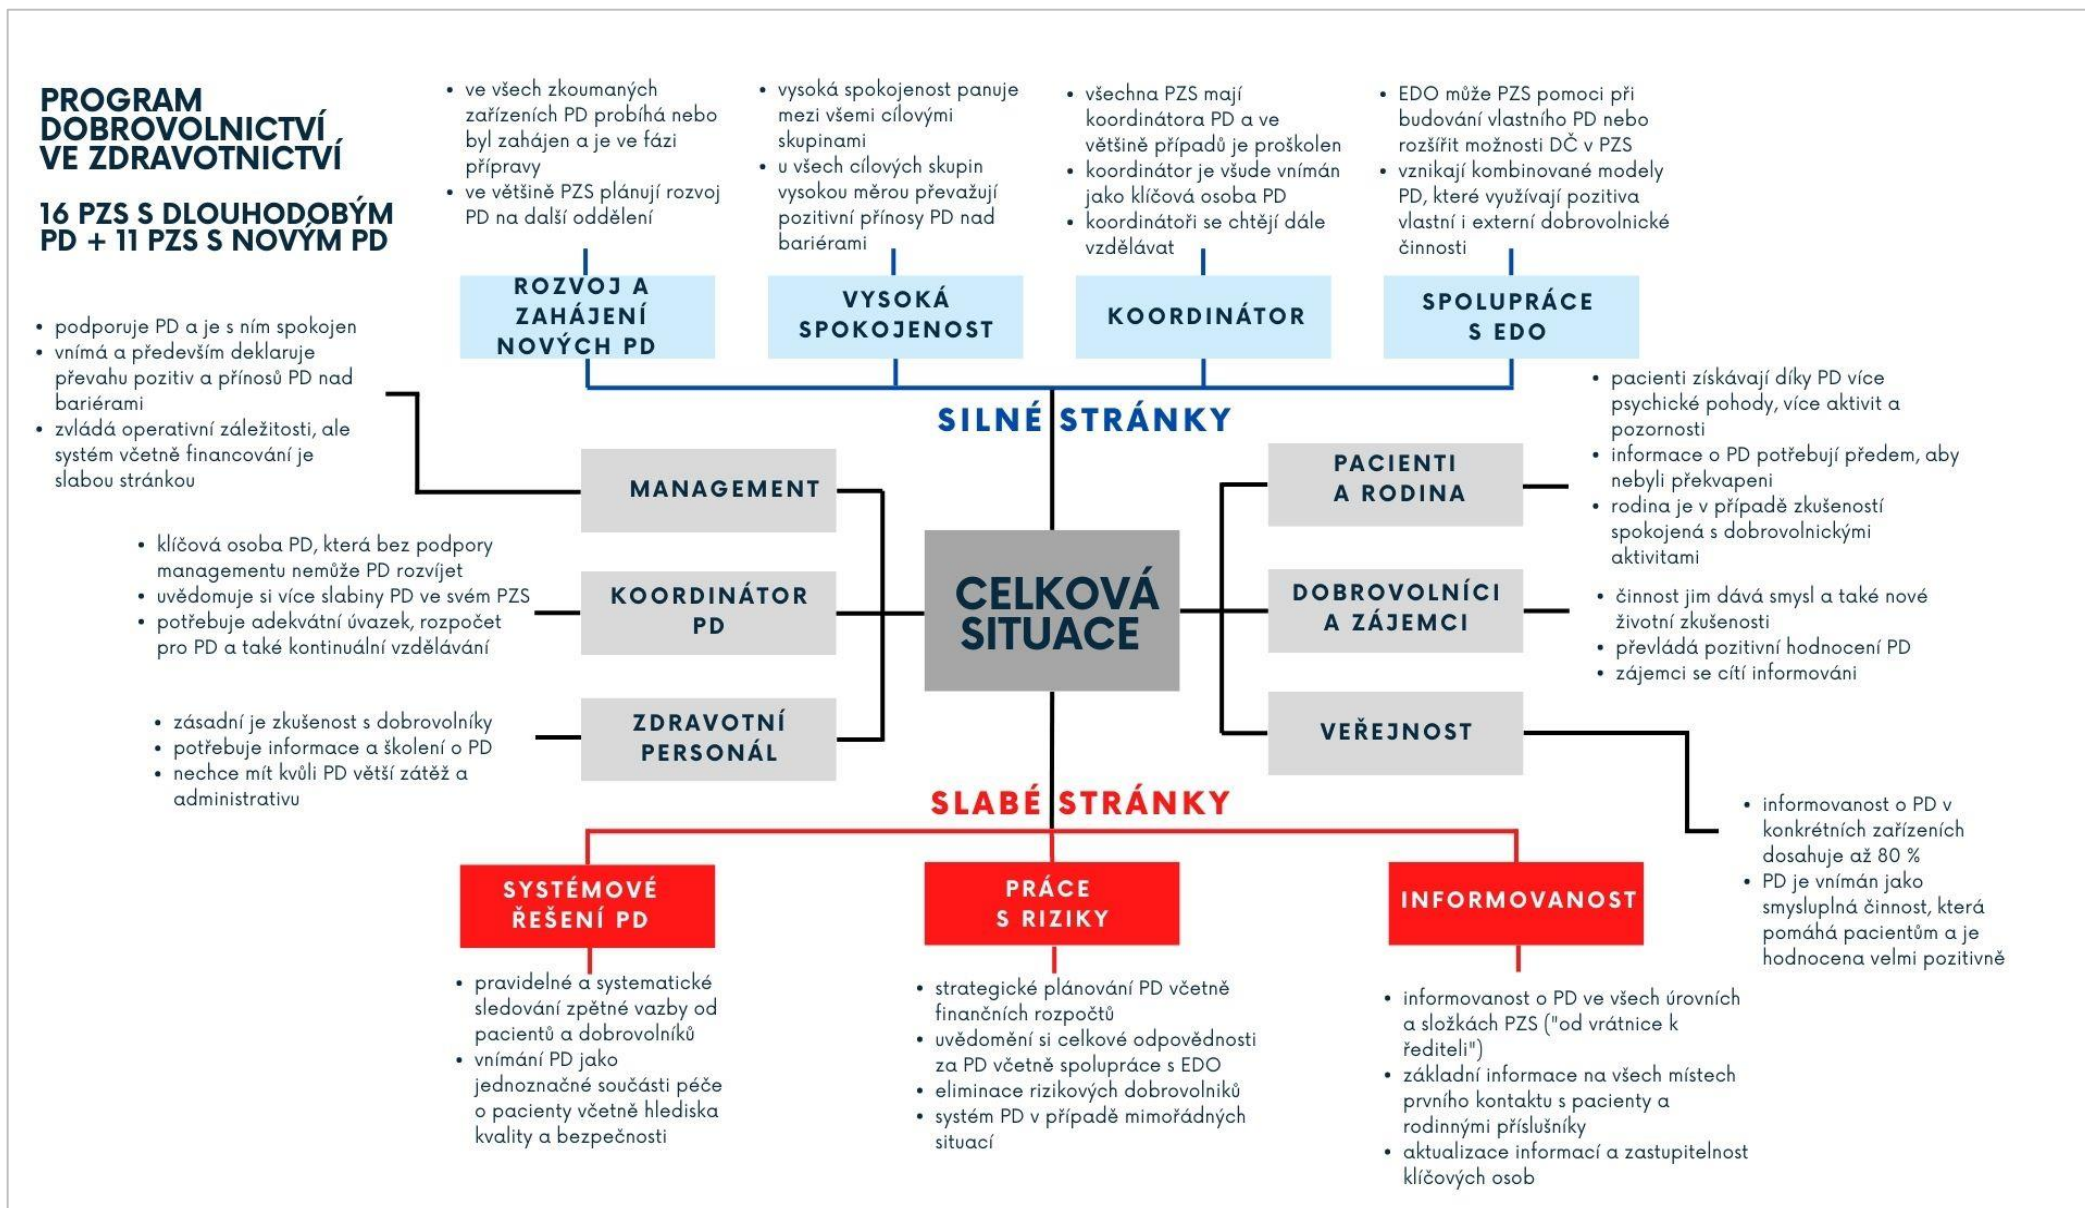 PROGRAM
DOBROVOLNICTVÍ
VE ZDRAVOTNICTVÍ
16 PZS S DLOUHODOBÝM
PD + 11 PZS S NOVÝM PD
• ve všech zkoumaných
zařízeních PD probíhá nebo
byl zahájen a je ve fázi
přípravy
• ve většině PZS plánují rozvoj
PD na další oddělení
• vysoká spokojenost panuje
mezi všemi cílovými
skupinami
• u všech cílových skupin
vysokou měrou převažují
pozitivní přínosy PD nad
bariérami
• všechna PZS mají
koordinátora PD a ve
většině případů je proškolen
• koordinátor je všude vnímán
jako klíčová osoba PD
• koordinátoři se chtějí dále
vzdělávat
• EDO může PZS pomoci při
budování vlastního PD nebo
rozšířit možnosti DČ v PZS
• vznikají kombinované modely
PD, které využívají pozitiva
vlastní i externí dobrovolnické
činnosti
ROZVOJ A
ZAHÁJENÍ
NOVÝCH PD
VYSOKÁ
SPOKOJENOST
KOORDINÁTOR
SPOLUPRÁCE
S EDO
SILNÉ STRÁNKY
• podporuje PD a je s ním spokojen
• vnímá a především deklaruje
převahu pozitiv a přínosů PD nad
bariérami
• zvládá operativní záležitosti, ale
systém včetně financování je
slabou stránkou
MANAGEMENT
• klíčová osoba PD, která bez podpory
managementu nemůže PD rozvíjet
• uvědomuje si více slabiny PD ve svém PZS
• potřebuje adekvátní úvazek, rozpočet
pro PD a také kontinuální vzdělávání
KOORDINÁTOR
PD
• zásadní je zkušenost s dobrovolníky
• potřebuje informace a školení o PD
• nechce mít kvůli PD větší zátěž a
administrativu
ZDRAVOTNÍ
PERSONÁL
CELKOVÁ
SITUACE
PACIENTI
A RODINA
• pacienti získávají díky PD více
psychické pohody, více aktivit a
pozornosti
• informace o PD potřebují předem, aby
nebyli překvapeni
• rodina je v případě zkušeností
spokojená s dobrovolnickými
aktivitami
DOBROVOLNÍCI
A ZÁJEMCI
• činnost jim dává smysl a také nové
životní zkušenosti
• převládá pozitivní hodnocení PD
• zájemci se cítí informováni
VEŘEJNOST
• informovanost o PD v
konkrétních zařízeních
dosahuje až 80 %
• PD je vnímán jako
smysluplná činnost, která
pomáhá pacientům a je
hodnocena velmi pozitivně
SLABÉ STRÁNKY
SYSTÉMOVÉ
ŘEŠENÍ PD
PRÁCE
S RIZIKY
INFORMOVANOST
• pravidelné a systematické
sledování zpětné vazby od
pacientů a dobrovolníků
• vnímání PD jako
jednoznačné součásti péče
o pacienty včetně hlediska
kvality a bezpečnosti
• strategické plánování PD včetně
finančních rozpočtů
• uvědomění si celkové odpovědnosti
za PD včetně spolupráce s EDO
• eliminace rizikových dobrovolniků
• systém PD v případě mimořádných
situací
• informovanost o PD ve všech úrovních
a složkách PZS ("od vrátnice k
řediteli")
• základní informace na všech místech
prvního kontaktu s pacienty a
rodinnými příslušníky
• aktualizace informací a zastupitelnost
klíčových osob